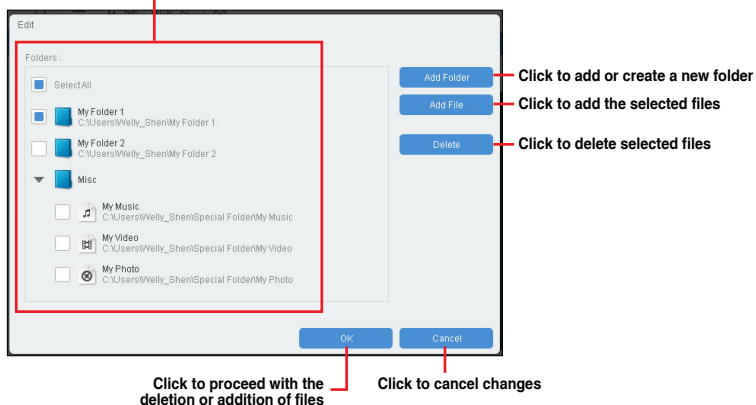 Edit
Folders :
SelectAll
My Folder 1
C:\Users\Welly_Shen\My Folder 1
My Folder 2
C:\Users\Welly_Shen\My Folder 2
Misc
My Music
C:\Users\Welly_Shen\Special Folder\My Music
My Video
C:\Users\Welly_Shen\Special Folder\My Video
My Photo
C:\Users\Welly_Shen\Special Folder\My Photo
Add Folder
Click to add or create a new folder
Add File
Click to add the selected files
Delete
Click to delete selected files
OK
Cancel
Click to proceed with the
deletion or addition of files
Click to cancel changes